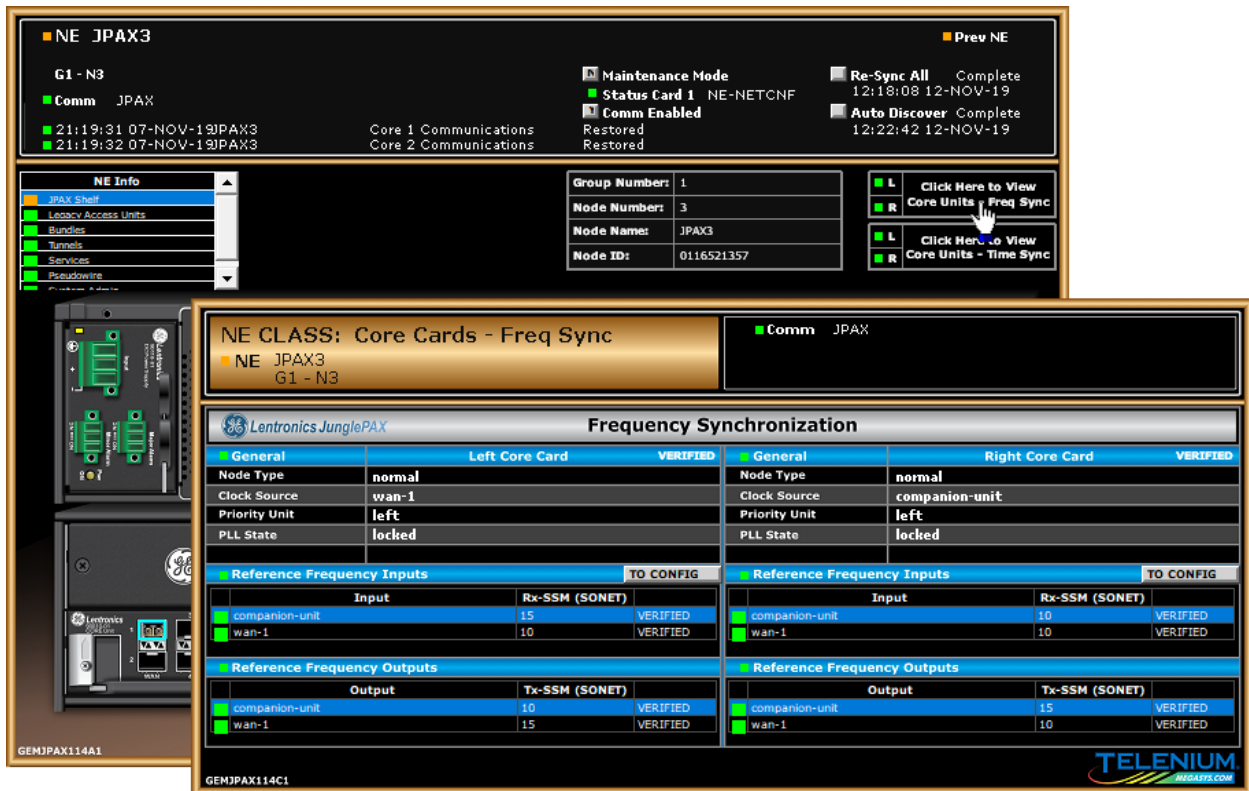 NE JPAX3
Prev NE
G1 - N3
Comm JPAX
N Maintenance Mode
Status Card 1 NE-NETCNF
Comm Enabled
Re-Sync All Complete
12:18:08 12-NOV-19
Auto Discover Complete
12:22:42 12-NOV-19
21:19:31 07-NOV-19JPAX3 Core 1 Communications Restored
21:19:32 07-NOV-19JPAX3 Core 2 Communications Restored
NE Info
JPAX Shelf
Legacy Access Units
Bundles
Tunnels
Services
Pseudowire
Custom Admin
Group Number: 1
Node Number: 3
Node Name: JPAX3
Node ID: 0116521357
L
R
Click Here to View
Core Units - Freq Sync
L
R
Click Here to View
Core Units - Time Sync
Lentronics
Input
Lentronics
1
2
WAN
GEMJPAX114A1
NE CLASS: Core Cards - Freq Sync
NE JPAX3
G1 - N3
Comm JPAX
Lentronics JunglePAX
Frequency Synchronization
General Left Core Card VERIFIED
Node Type normal
Clock Source wan-1
Priority Unit left
PLL State locked
Reference Frequency Inputs TO CONFIG
Input Rx-SSM (SONET)
companion-unit 15 VERIFIED
wan-1 10 VERIFIED
Reference Frequency Outputs
Output Tx-SSM (SONET)
companion-unit 10 VERIFIED
wan-1 15 VERIFIED
General Right Core Card VERIFIED
Node Type normal
Clock Source companion-unit
Priority Unit left
PLL State locked
Reference Frequency Inputs TO CONFIG
Input Rx-SSM (SONET)
companion-unit 10 VERIFIED
wan-1 10 VERIFIED
Reference Frequency Outputs
Output Tx-SSM (SONET)
companion-unit 15 VERIFIED
wan-1 10 VERIFIED
GEMJPAX114C1
TELENIUM
MEGASYS.COM